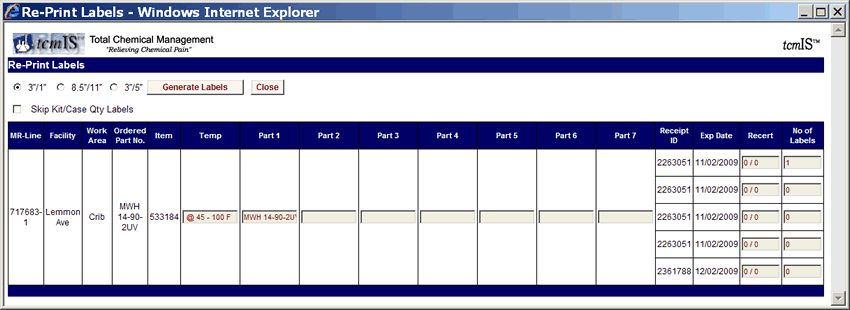 Re-Print Labels - Windows Internet Explorer
tcmIS Total Chemical Management
"Relieving Chemical Pain" tcmIS™
Re-Print Labels
3"/1" 8.5"/11" 3"/5" Generate Labels Close
Skip Kit/Case Qty Labels
MR-Line Facility Work Area Ordered Part No. Item Temp Part 1 Part 2 Part 3 Part 4 Part 5 Part 6 Part 7 Receipt ID Exp Date Recert No of Labels
2263051 11/02/2009 0 / 0 1
2263051 11/02/2009 0 / 0 0
717683-1 Lemmon Ave Crib MWH 14-90-2UV 533184 @ 45 - 100 F MWH 14-90-2UV 2263051 11/02/2009 0 / 0 0
2263051 11/02/2009 0 / 0 0
2361788 12/02/2009 0 / 0 0